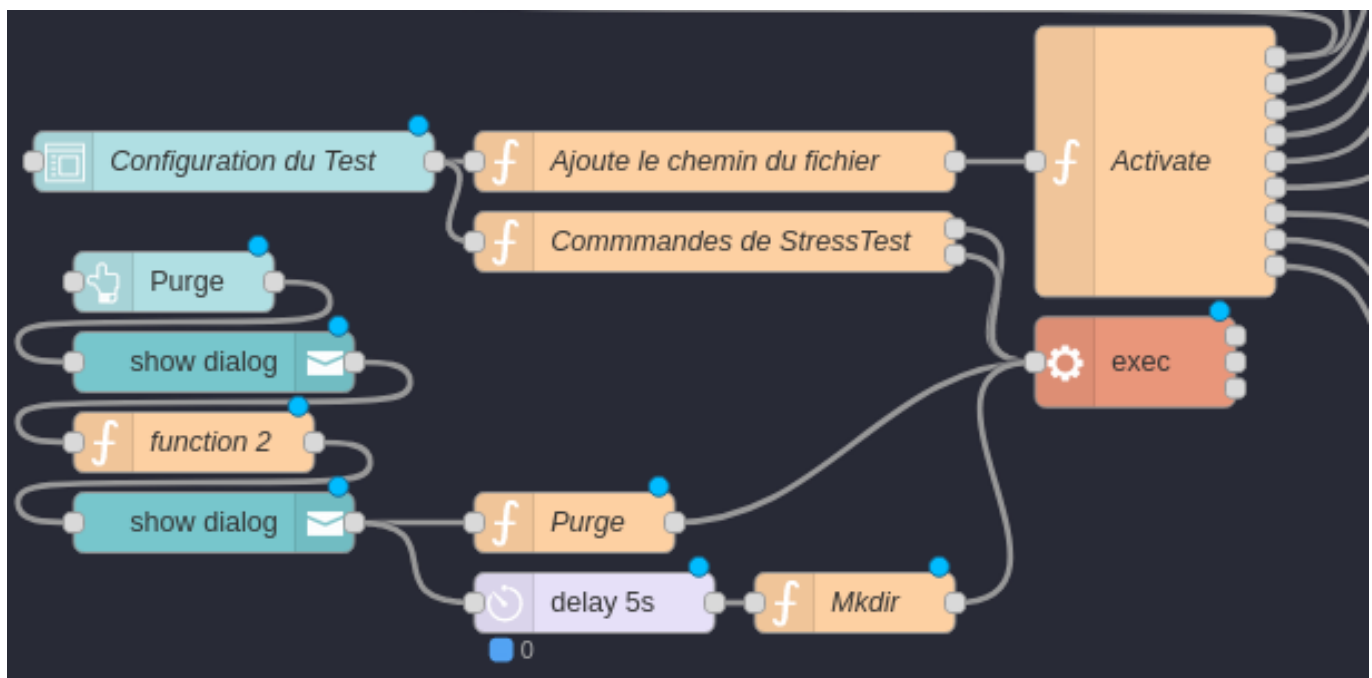 Configuration du Test
Ajoute le chemin du fichier
Activate
Commmandes de StressTest
Purge
show dialog
exec
function 2
show dialog
Purge
delay 5s
Mkdir
0